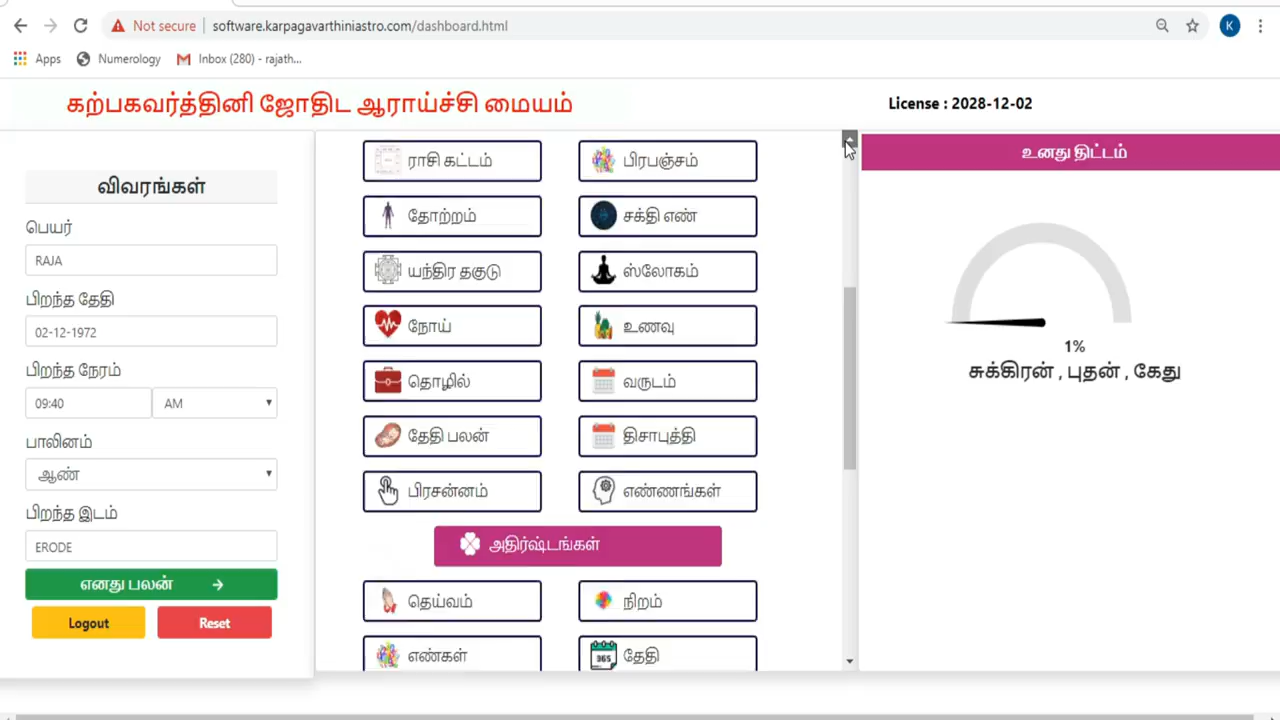 Not secure
software.karpagavarthiniastro.com/dashboard.html
K
Apps
Numerology
Inbox (280) - rajath...
கற்பகவர்த்தினி ஜோதிட ஆராய்ச்சி மையம்
License : 2028-12-02
விவரங்கள்
பெயர்
RAJA
பிறந்த தேதி
02-12-1972
பிறந்த நேரம்
09:40
AM
பாலினம்
ஆண்
பிறந்த இடம்
ERODE
எனது பலன்
Logout
Reset
ராசி கட்டம்
பிரபஞ்சம்
தோற்றம்
சக்தி எண்
யந்திர தகுடு
ஸ்லோகம்
நோய்
உணவு
தொழில்
வருடம்
தேதி பலன்
திசாபுத்தி
பிரசன்னம்
எண்ணங்கள்
அதிர்ஷ்டங்கள்
தெய்வம்
நிறம்
எண்கள்
365
தேதி
உனது திட்டம்
1%
சுக்கிரன் , புதன் , கேது